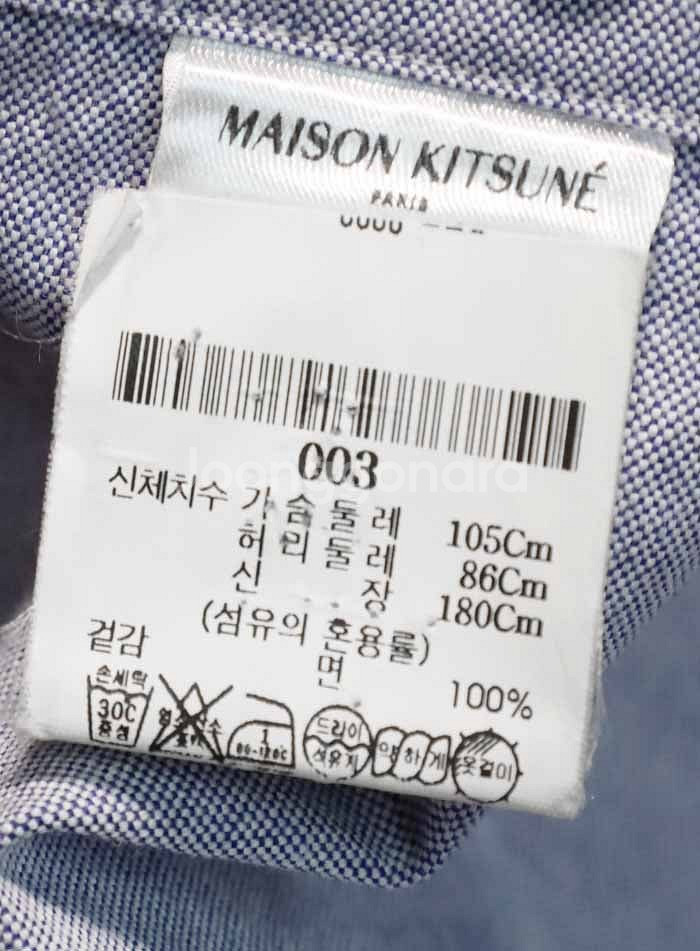 MAISON KITSUNÉ
PARIS
003
신체치수 가슴둘레 105Cm
허리둘레 86Cm
신장 180Cm
(섬유의 혼용률)
겉감 면 100%
손세탁
30C
중성
1
드라이
석유계
약하게
옷걸이